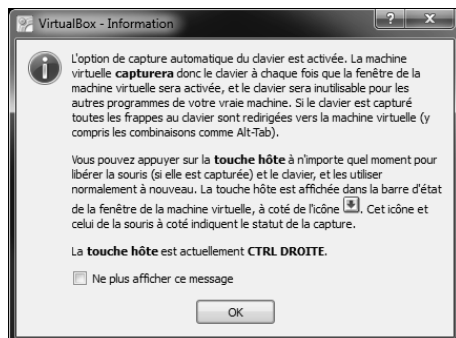 VirtualBox - Information
?
X
L'option de capture automatique du clavier est activée. La machine
virtuelle capturera donc le clavier à chaque fois que la fenêtre de la
machine virtuelle sera activée, et le clavier sera inutilisable pour les
autres programmes de votre vraie machine. Si le clavier est capturé
toutes les frappes au clavier sont redirigées vers la machine virtuelle (y
compris les combinaisons comme Alt-Tab).
Vous pouvez appuyer sur la touche hôte à n'importe quel moment pour
libérer la souris (si elle est capturée) et le clavier, et les utiliser
normalement à nouveau. La touche hôte est affichée dans la barre d'état
de la fenêtre de la machine virtuelle, à coté de l'icône . Cet icône et
celui de la souris à coté indiquent le statut de la capture.
La touche hôte est actuellement CTRL DROITE.
Ne plus afficher ce message
OK